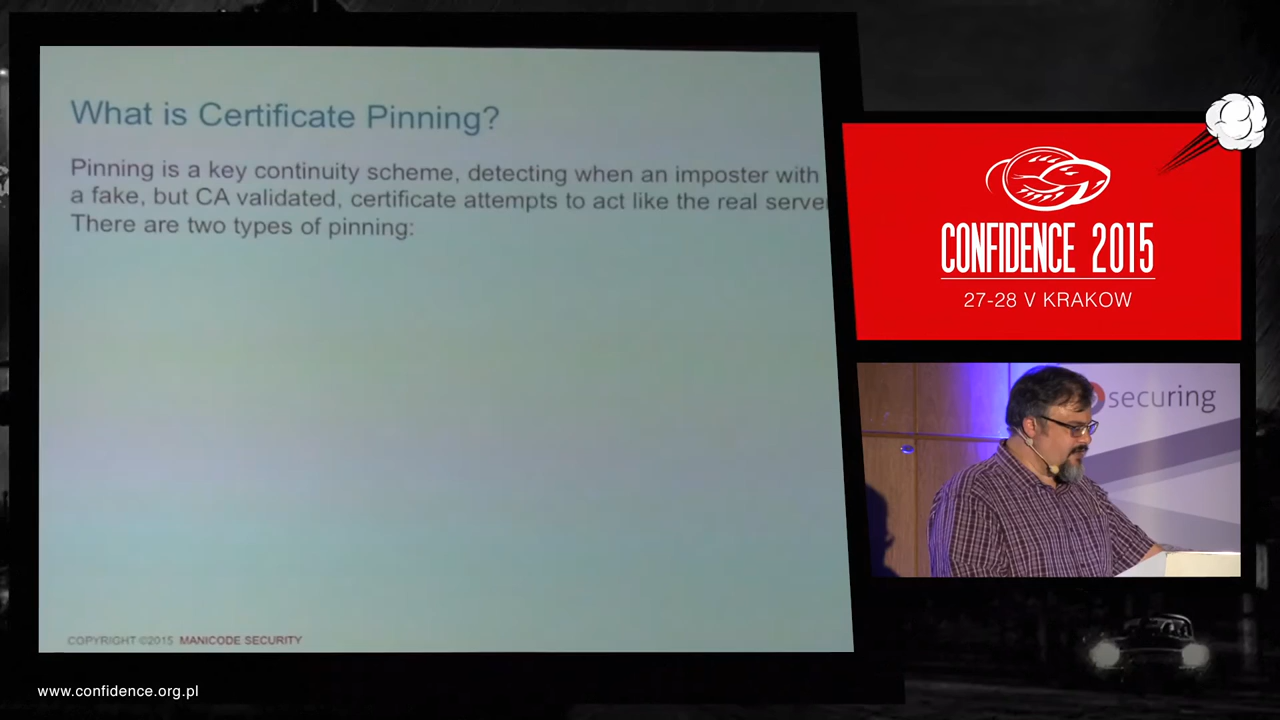 What is Certificate Pinning?
Pinning is a key continuity scheme, detecting when an imposter with
a fake, but CA validated, certificate attempts to act like the real server
There are two types of pinning:
COPYRIGHT ©2015 MANICODE SECURITY
www.confidence.org.pl
CONFIDENCE 2015
27-28 V KRAKOW
securing